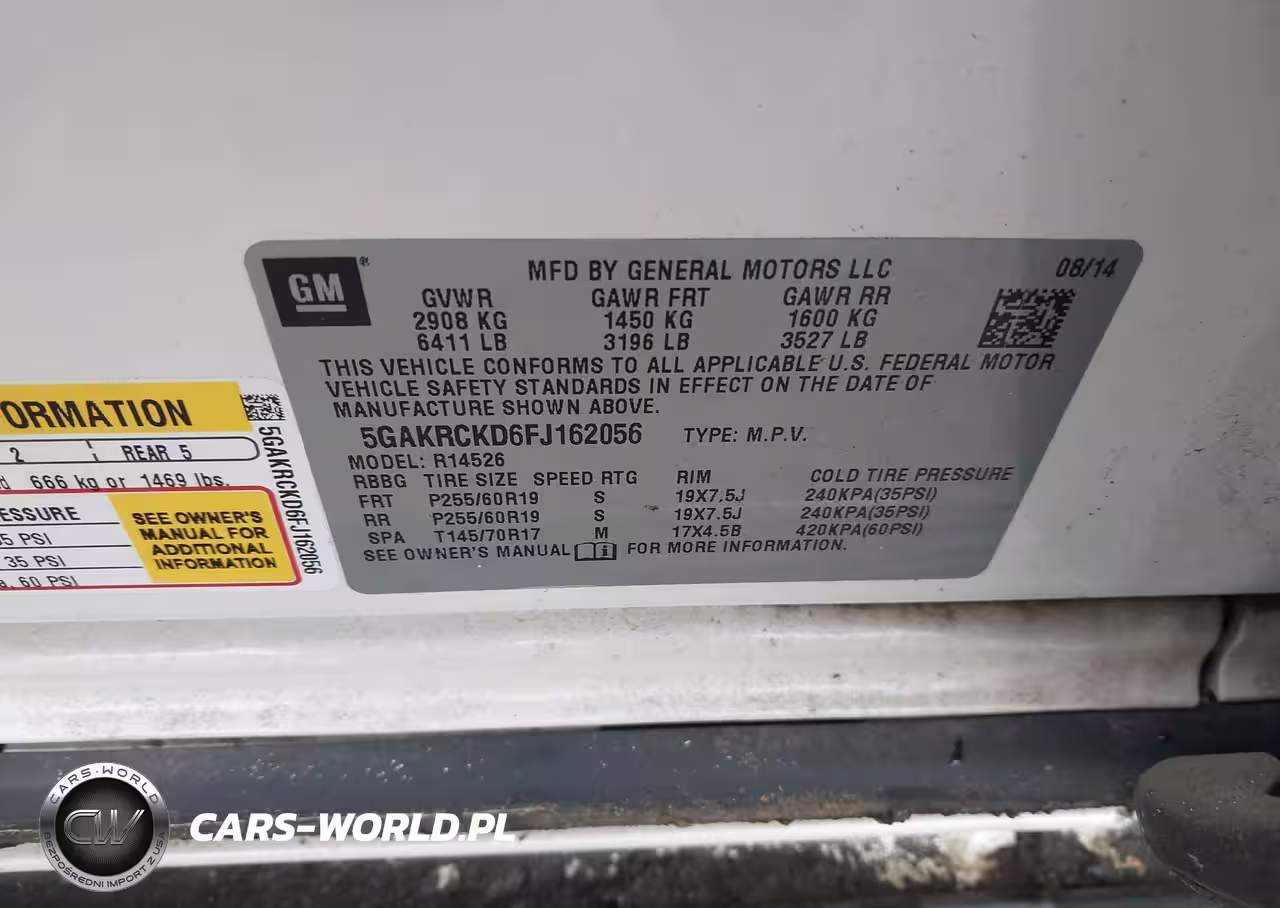 GM®
MFD BY GENERAL MOTORS LLC 08/14
GVWR GAWR FRT GAWR RR
2908 KG 1450 KG 1600 KG
6411 LB 3196 LB 3527 LB
THIS VEHICLE CONFORMS TO ALL APPLICABLE U.S. FEDERAL MOTOR
VEHICLE SAFETY STANDARDS IN EFFECT ON THE DATE OF
MANUFACTURE SHOWN ABOVE.
5GAKRCKD6FJ162056 TYPE: M.P.V.
MODEL: R14526
RBBG TIRE SIZE SPEED RTG RIM COLD TIRE PRESSURE
FRT P255/60R19 S 19X7.5J 240KPA(35PSI)
RR P255/60R19 S 19X7.5J 240KPA(35PSI)
SPA T145/70R17 M 17X4.5B 420KPA(60PSI)
SEE OWNER'S MANUAL FOR MORE INFORMATION.
ORMATION
2 REAR 5
666 kg or 1469 lbs.
ESSURE
5 PSI
35 PSI
60 PSI
SEE OWNER'S
MANUAL FOR
ADDITIONAL
INFORMATION
5GAKRCKD6FJ162056
CARS-WORLD
CW
BEZPOŚREDNI IMPORT Z USA
CARS-WORLD.PL